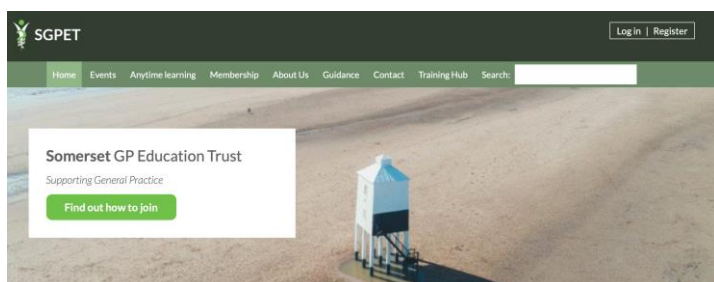 SGPET
Log in | Register
Home Events Anytime learning Membership About Us Guidance Contact Training Hub Search:
Somerset GP Education Trust
Supporting General Practice
Find out how to join